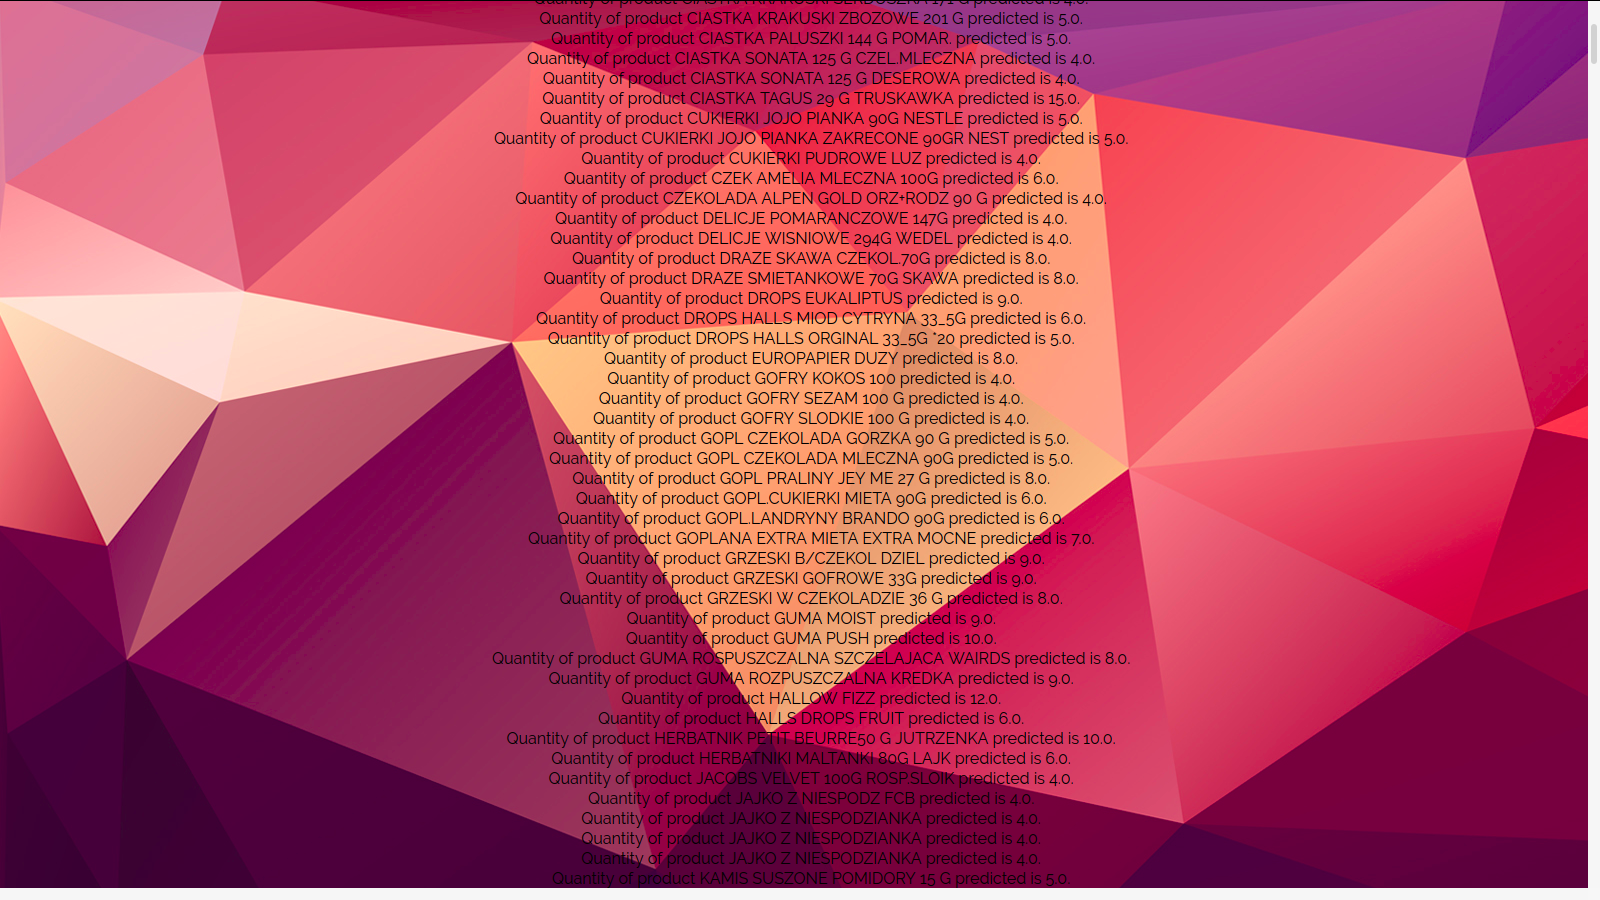 Quantity of product CIASTKA KRAKUSKI ZBOZOWE 201 G predicted is 5.0.
Quantity of product CIASTKA PALUSZKI 144 G POMAR. predicted is 5.0.
Quantity of product CIASTKA SONATA 125 G CZEL.MLECZNA predicted is 4.0.
Quantity of product CIASTKA SONATA 125 G DESEROWA predicted is 4.0.
Quantity of product CIASTKA TAGUS 29 G TRUSKAWKA predicted is 15.0.
Quantity of product CUKIERKI JOJO PIANKA 90G NESTLE predicted is 5.0.
Quantity of product CUKIERKI JOJO PIANKA ZAKRECONE 90GR NEST predicted is 5.0.
Quantity of product CUKIERKI PUDROWE LUZ predicted is 4.0.
Quantity of product CZEK AMELIA MLECZNA 100G predicted is 6.0.
Quantity of product CZEKOLADA ALPEN GOLD ORZ+RODZ 90 G predicted is 4.0.
Quantity of product DELICJE POMARANCZOWE 147G predicted is 4.0.
Quantity of product DELICJE WISNIOWE 294G WEDEL predicted is 4.0.
Quantity of product DRAZE SKAWA CZEKOL.70G predicted is 8.0.
Quantity of product DRAZE SMIETANKOWE 70G SKAWA predicted is 8.0.
Quantity of product DROPS EUKALIPTUS predicted is 9.0.
Quantity of product DROPS HALLS MIOD CYTRYNA 33_5G predicted is 6.0.
Quantity of product DROPS HALLS ORGINAL 33_5G *20 predicted is 5.0.
Quantity of product EUROPAPIER DUZY predicted is 8.0.
Quantity of product GOFRY KOKOS 100 predicted is 4.0.
Quantity of product GOFRY SEZAM 100 G predicted is 4.0.
Quantity of product GOFRY SLODKIE 100 G predicted is 4.0.
Quantity of product GOPL CZEKOLADA GORZKA 90 G predicted is 5.0.
Quantity of product GOPL CZEKOLADA MLECZNA 90G predicted is 5.0.
Quantity of product GOPL PRALINY JEY ME 27 G predicted is 8.0.
Quantity of product GOPL.CUKIERKI MIETA 90G predicted is 6.0.
Quantity of product GOPL.LANDRYNY BRANDO 90G predicted is 6.0.
Quantity of product GOPLANA EXTRA MIETA EXTRA MOCNE predicted is 7.0.
Quantity of product GRZESKI B/CZEKOL DZIEL predicted is 9.0.
Quantity of product GRZESKI GOFROWE 33G predicted is 9.0.
Quantity of product GRZESKI W CZEKOLADZIE 36 G predicted is 8.0.
Quantity of product GUMA MOIST predicted is 9.0.
Quantity of product GUMA PUSH predicted is 10.0.
Quantity of product GUMA ROSPUSZCZALNA SZCZELAJACA WAIRDS predicted is 8.0.
Quantity of product GUMA ROZPUSZCZALNA KREDKA predicted is 9.0.
Quantity of product HALLOW FIZZ predicted is 12.0.
Quantity of product HALLS DROPS FRUIT predicted is 6.0.
Quantity of product HERBATNIK PETIT BEURRE50 G JUTRZENKA predicted is 10.0.
Quantity of product HERBATNIKI MALTANKI 80G LAJK predicted is 6.0.
Quantity of product JACOBS VELVET 100G ROSP.SLOIK predicted is 4.0.
Quantity of product JAJKO Z NIESPODZ FCB predicted is 4.0.
Quantity of product JAJKO Z NIESPODZIANKA predicted is 4.0.
Quantity of product JAJKO Z NIESPODZIANKA predicted is 4.0.
Quantity of product JAJKO Z NIESPODZIANKA predicted is 4.0.
Quantity of product KAMIS SUSZONE POMIDORY 15 G predicted is 5.0.